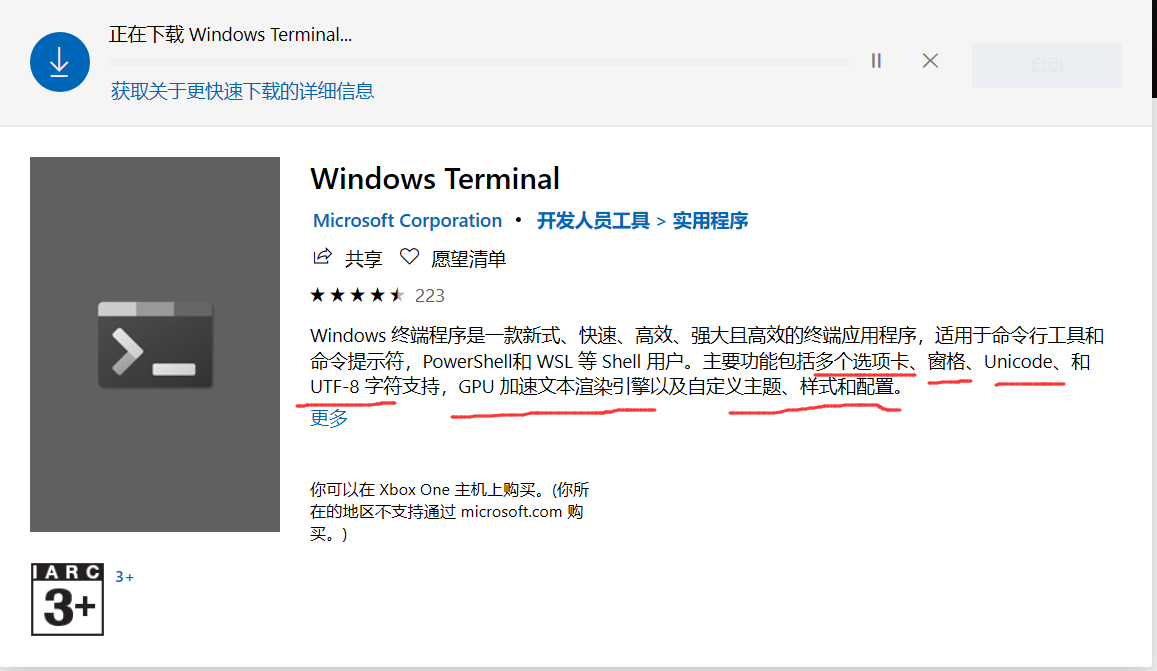 正在下载 Windows Terminal...
获取关于更快速下载的详细信息
启动
Windows Terminal
Microsoft Corporation • 开发人员工具 > 实用程序
共享 愿望清单
223
Windows 终端程序是一款新式、快速、高效、强大且高效的终端应用程序，适用于命令行工具和
命令提示符，PowerShell和 WSL 等 Shell 用户。主要功能包括多个选项卡、窗格、Unicode、和
UTF-8 字符支持，GPU 加速文本渲染引擎以及自定义主题、样式和配置。
更多
你可以在 Xbox One 主机上购买。(你所
在的地区不支持通过 microsoft.com 购
买。)
IARC
3+
3+